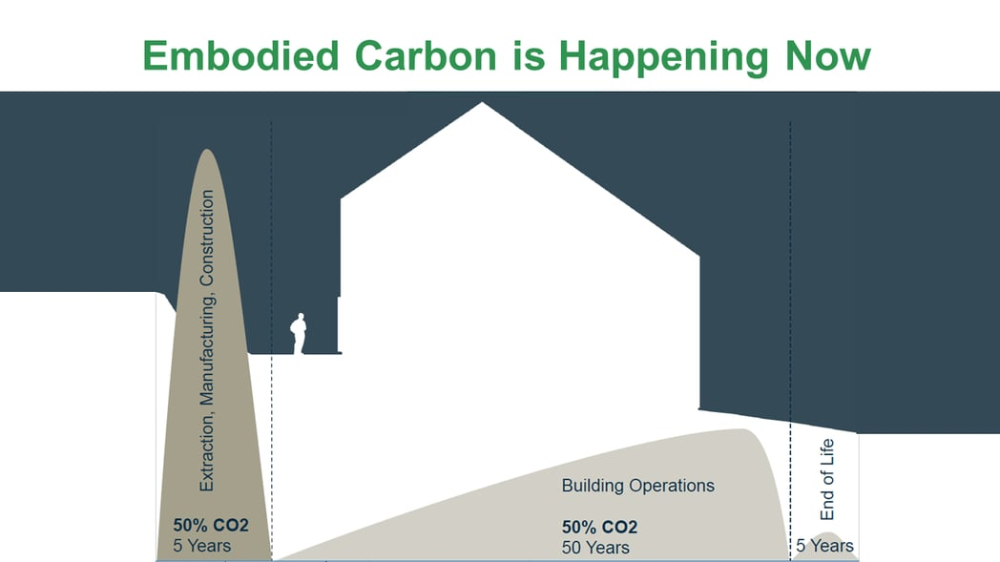 Embodied Carbon is Happening Now
Extraction, Manufacturing, Construction
50% CO2
5 Years
Building Operations
50% CO2
50 Years
End of Life
5 Years